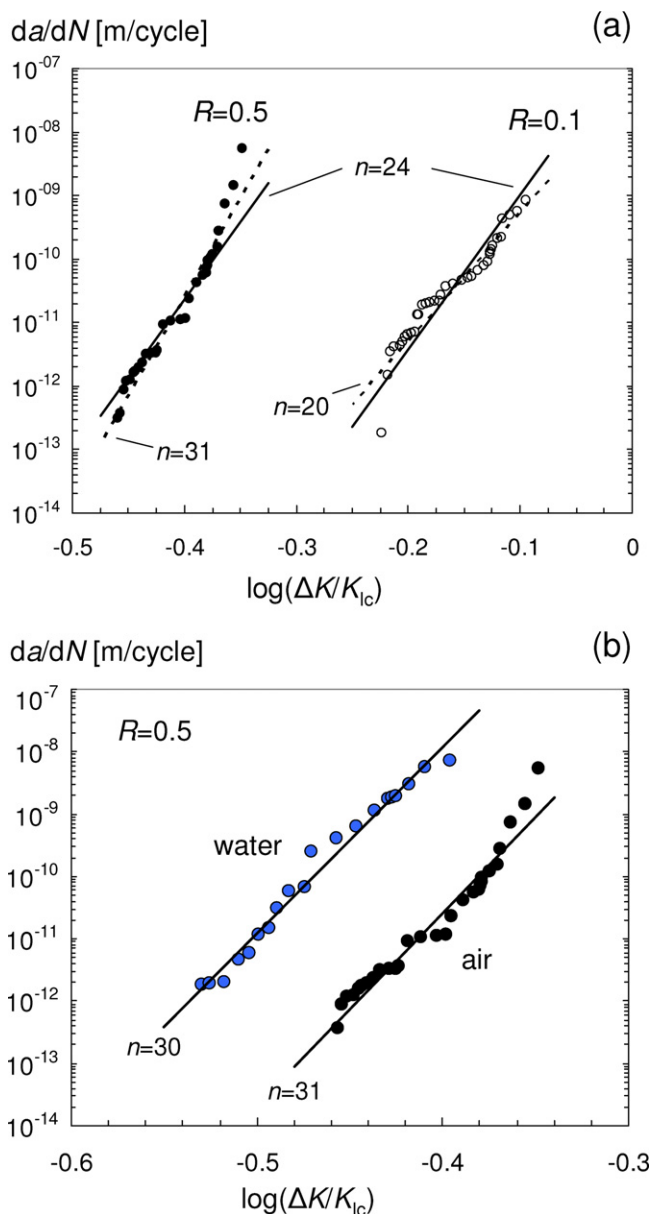 da/dN [m/cycle]
(a)
10⁻⁰⁷
10⁻⁰⁸
10⁻⁰⁹
10⁻¹⁰
10⁻¹¹
10⁻¹²
10⁻¹³
10⁻¹⁴
R=0.5
R=0.1
n=24
n=20
n=31
-0.5
-0.4
-0.3
-0.2
-0.1
0
log(ΔK/K_Ic)
da/dN [m/cycle]
(b)
10⁻⁷
10⁻⁸
10⁻⁹
10⁻¹⁰
10⁻¹¹
10⁻¹²
10⁻¹³
10⁻¹⁴
R=0.5
water
air
n=30
n=31
-0.6
-0.5
-0.4
-0.3
log(ΔK/K_Ic)